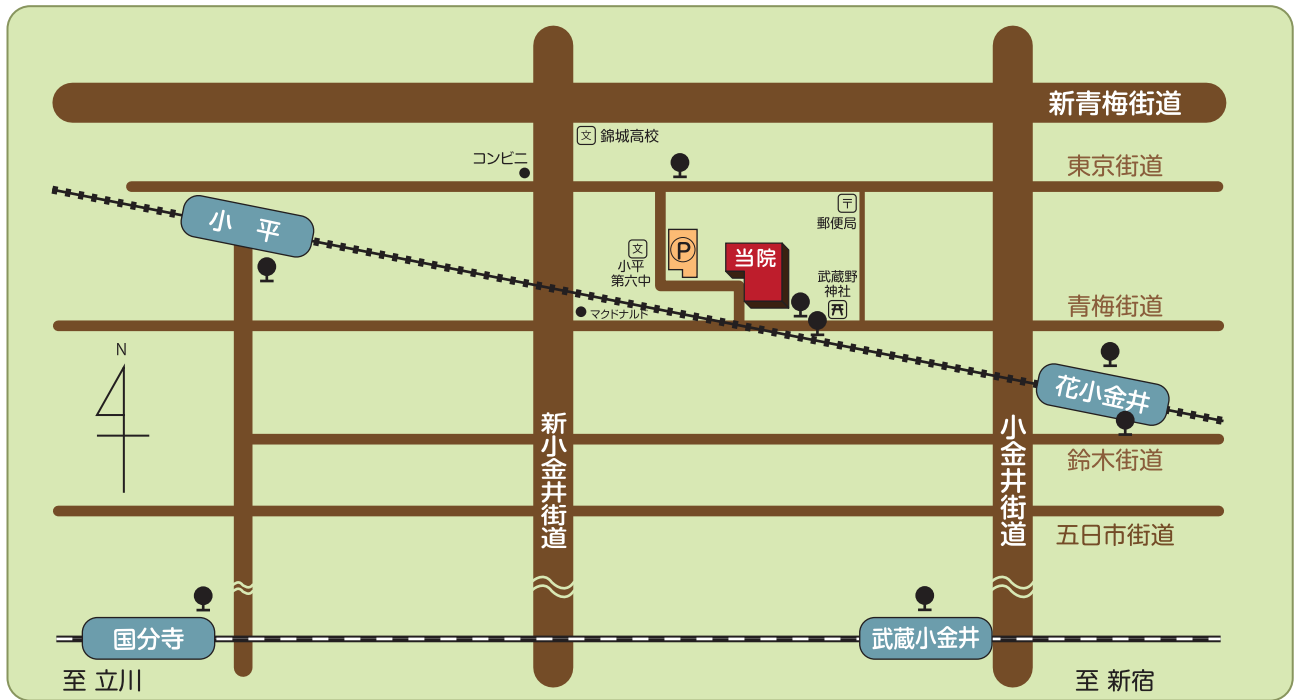 新青梅街道
文 錦城高校
コンビニ
東京街道
小 平
〒
郵便局
文
小平
第六中
P
当院
武蔵野
神社
マクドナルド
青梅街道
N
花小金井
新小金井街道
小金井街道
鈴木街道
五日市街道
国分寺
武蔵小金井
至 立川
至 新宿